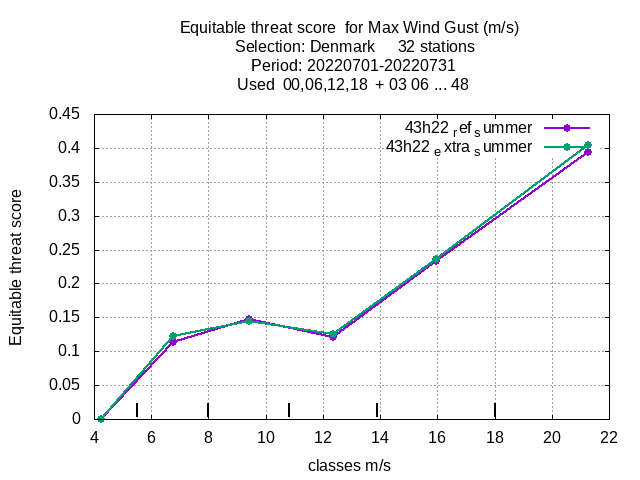 Equitable threat score  for Max Wind Gust (m/s)
Selection: Denmark     32 stations
Period: 20220701-20220731
Used  00,06,12,18  + 03 06 ... 48
43h22 ref summer
43h22 extra summer
Equitable threat score
0.45
0.4
0.35
0.3
0.25
0.2
0.15
0.1
0.05
0
4 6 8 10 12 14 16 18 20 22
classes m/s